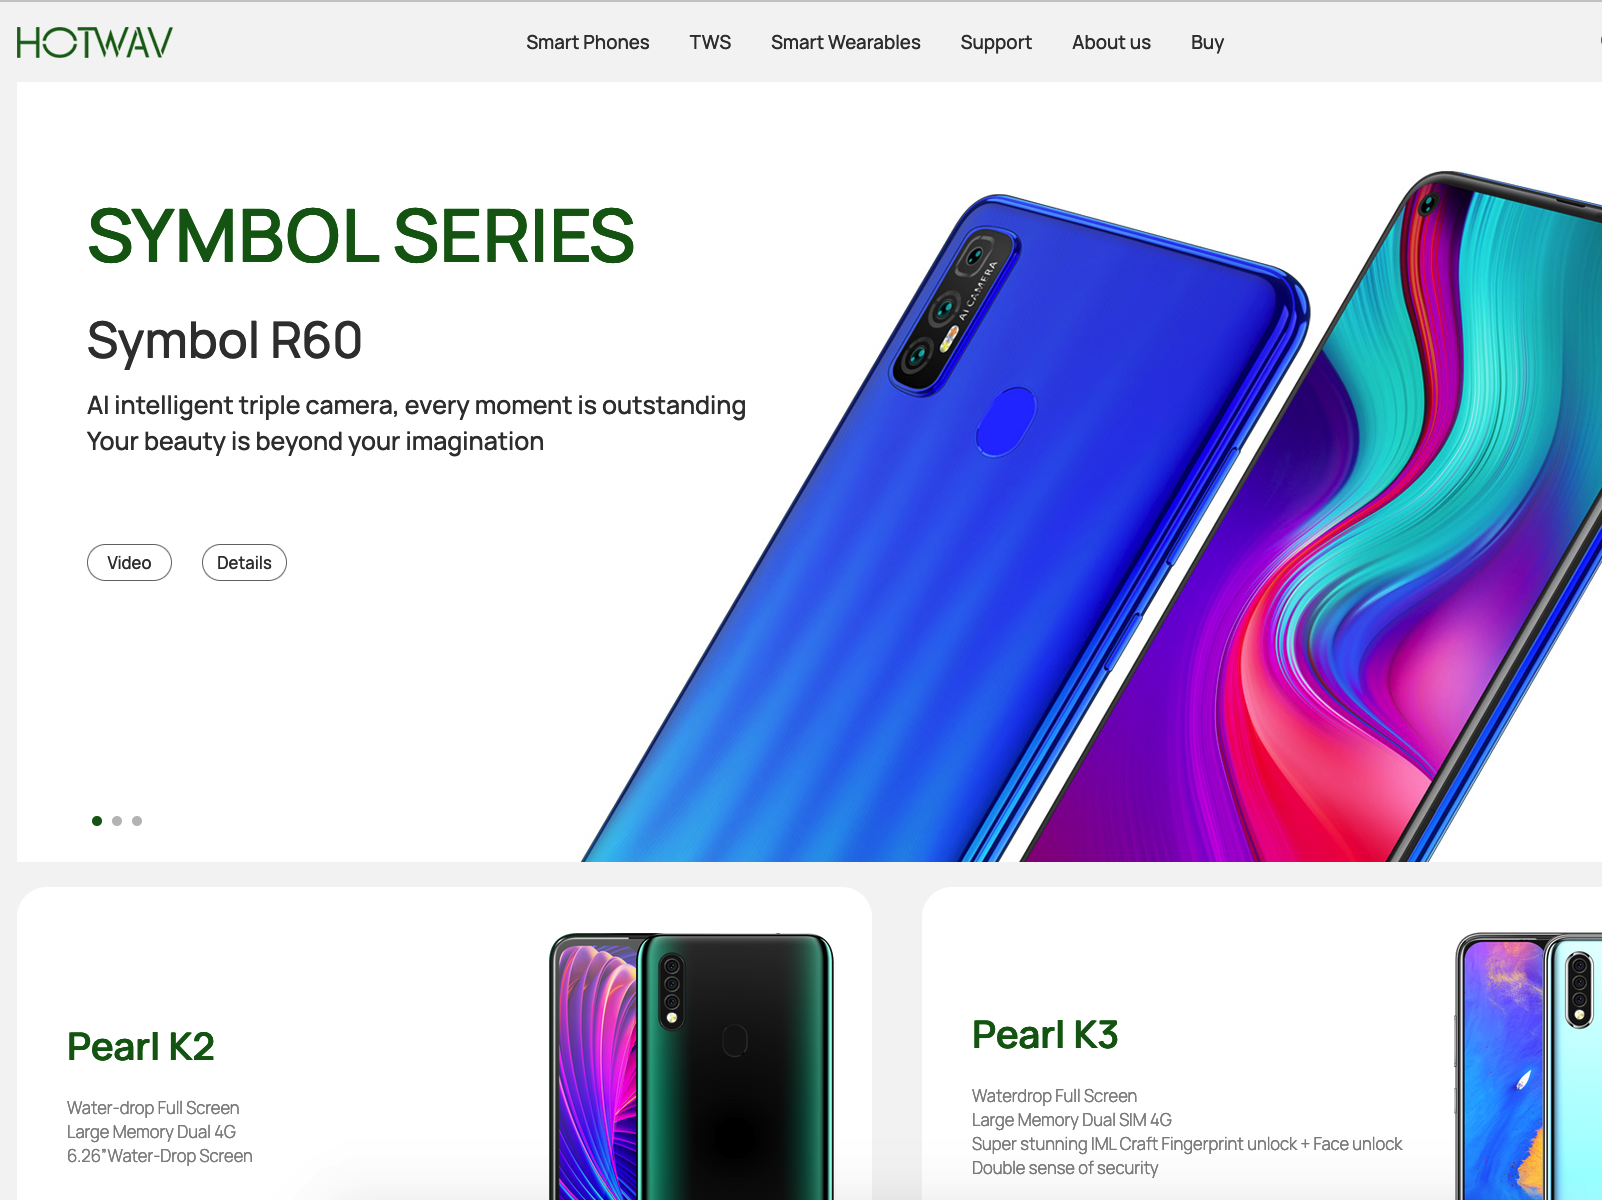 HOTWAV
Smart Phones
TWS
Smart Wearables
Support
About us
Buy
SYMBOL SERIES
Symbol R60
AI intelligent triple camera, every moment is outstanding
Your beauty is beyond your imagination
Video
Details
AI CAMERA
Pearl K2
Water-drop Full Screen
Large Memory Dual 4G
6.26"Water-Drop Screen
Pearl K3
Waterdrop Full Screen
Large Memory Dual SIM 4G
Super stunning IML Craft Fingerprint unlock + Face unlock
Double sense of security